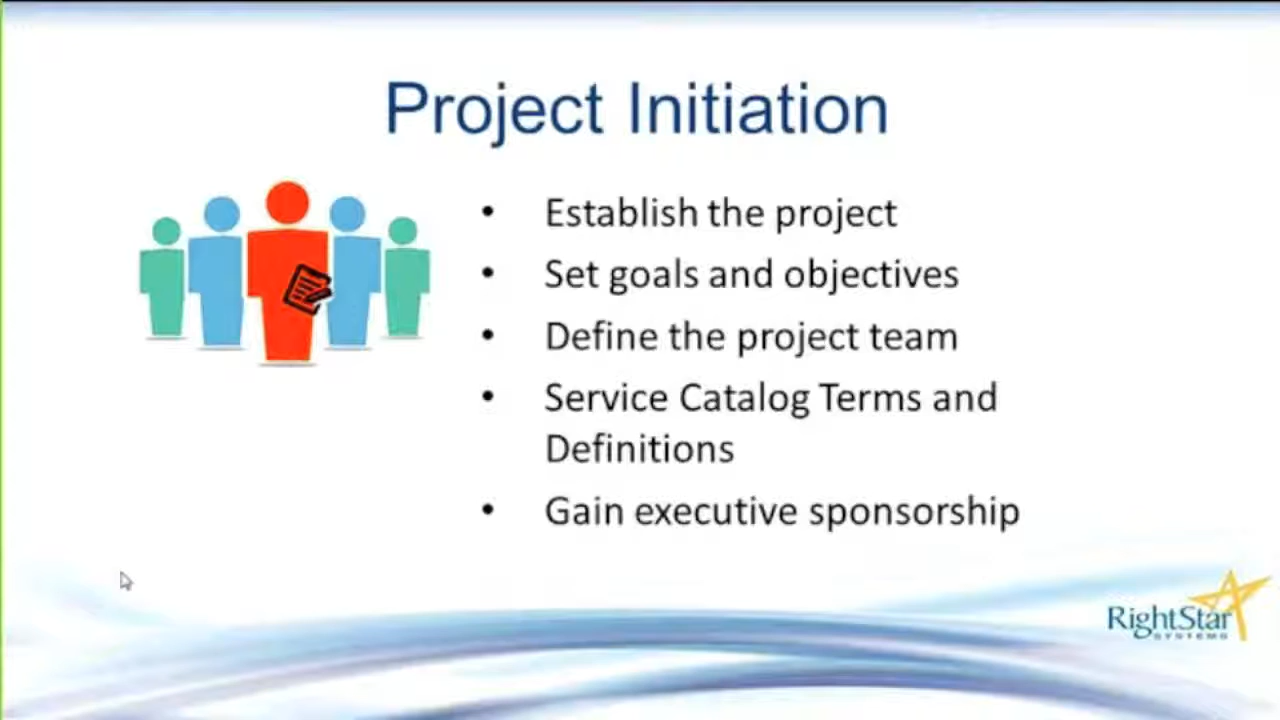 Project Initiation
• Establish the project
• Set goals and objectives
• Define the project team
• Service Catalog Terms and
Definitions
• Gain executive sponsorship
RightStar
SYSTEMS